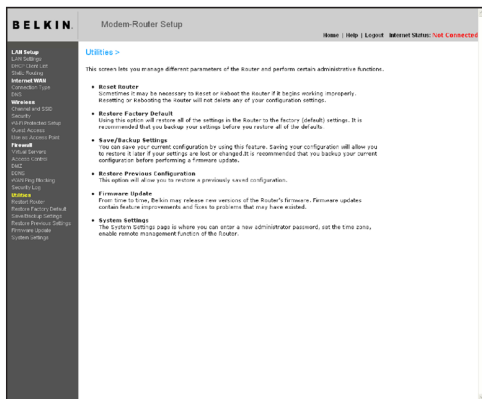 BELKIN.
Modem-Router Setup
Home | Help | Logout Internet Status: Not Connected
LAN Setup
LAN Settings
DHCP Client List
Static Routing
Internet WAN
Connection Type
DNS
Wireless
Channel and SSID
Security
Wi-Fi Protected Setup
Guest Access
Use as Access Point
Firewall
Virtual Servers
Access Control
DMZ
DDNS
WAN Ping Blocking
Security Log
Utilities
Restart Router
Restore Factory Default
Save/Backup Settings
Restore Previous Settings
Firmware Update
System Settings
Utilities >
This screen lets you manage different parameters of the Router and perform certain administrative functions.
• Reset Router
Sometimes it may be necessary to Reset or Reboot the Router if it begins working improperly.
Resetting or Rebooting the Router will not delete any of your configuration settings.
• Restore Factory Default
Using this option will restore all of the settings in the Router to the factory (default) settings. It is
recommended that you backup your settings before you restore all of the defaults.
• Save/Backup Settings
You can save your current configuration by using this feature. Saving your configuration will allow you
to restore it later if your settings are lost or changed.It is recommended that you backup your current
configuration before performing a firmware update.
• Restore Previous Configuration
This option will allow you to restore a previously saved configuration.
• Firmware Update
From time to time, Belkin may release new versions of the Router's firmware. Firmware updates
contain feature improvements and fixes to problems that may have existed.
• System Settings
The System Settings page is where you can enter a new administrator password, set the time zone,
enable remote management function of the Router.